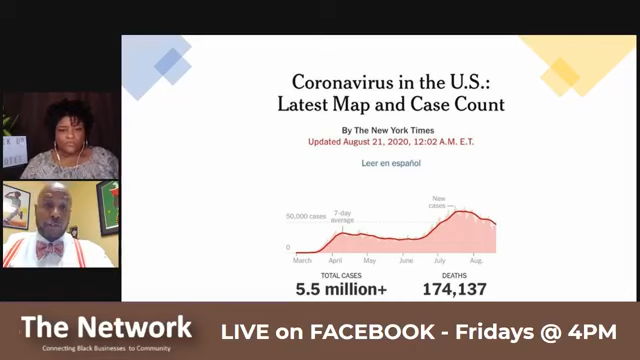 Coronavirus in the U.S.:
Latest Map and Case Count
By The New York Times
Updated August 21, 2020, 12:02 A.M. E.T.
Leer en español
New
cases
7-day
average
50,000 cases
0
March April May June July Aug.
TOTAL CASES DEATHS
5.5 million+ 174,137
The Network
Connecting Black Businesses to Community
LIVE on FACEBOOK - Fridays @ 4PM